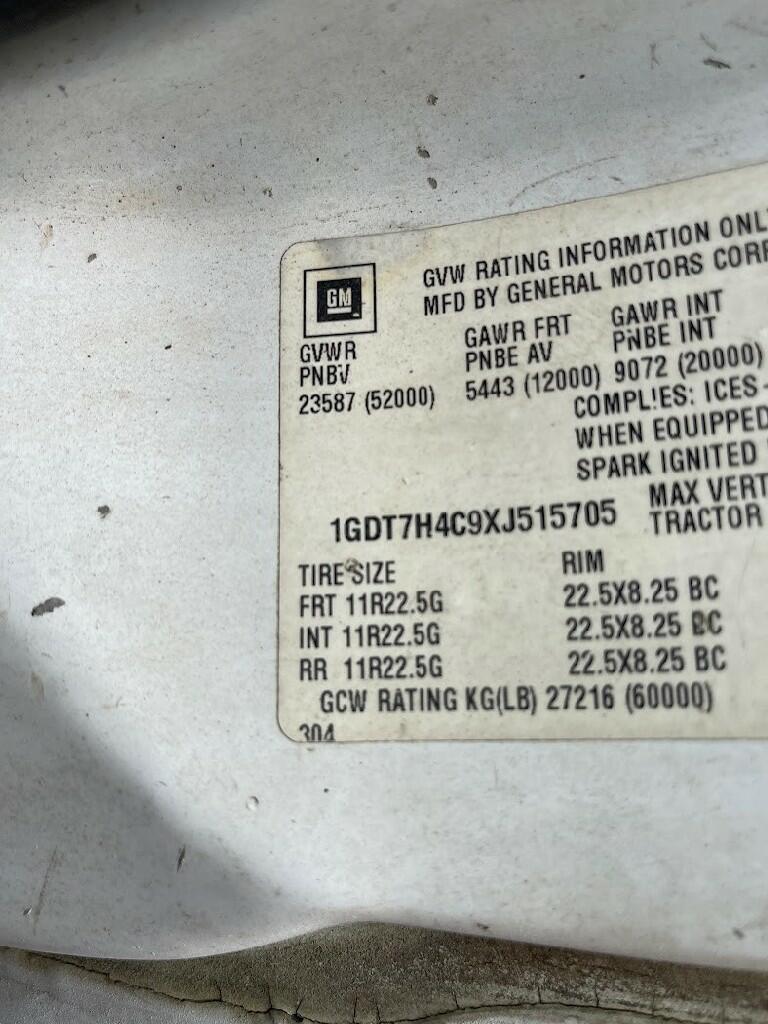 GM
GVW RATING INFORMATION ONLY
MFD BY GENERAL MOTORS CORP
GVWR GAWR FRT GAWR INT
PNBV PNBE AV PNBE INT
23587 (52000) 5443 (12000) 9072 (20000)
COMPLIES: ICES-
WHEN EQUIPPED
SPARK IGNITED
1GDT7H4C9XJ515705 MAX VERT
TRACTOR
TIRE SIZE RIM
FRT 11R22.5G 22.5X8.25 BC
INT 11R22.5G 22.5X8.25 BC
RR 11R22.5G 22.5X8.25 BC
GCW RATING KG(LB) 27216 (60000)
304